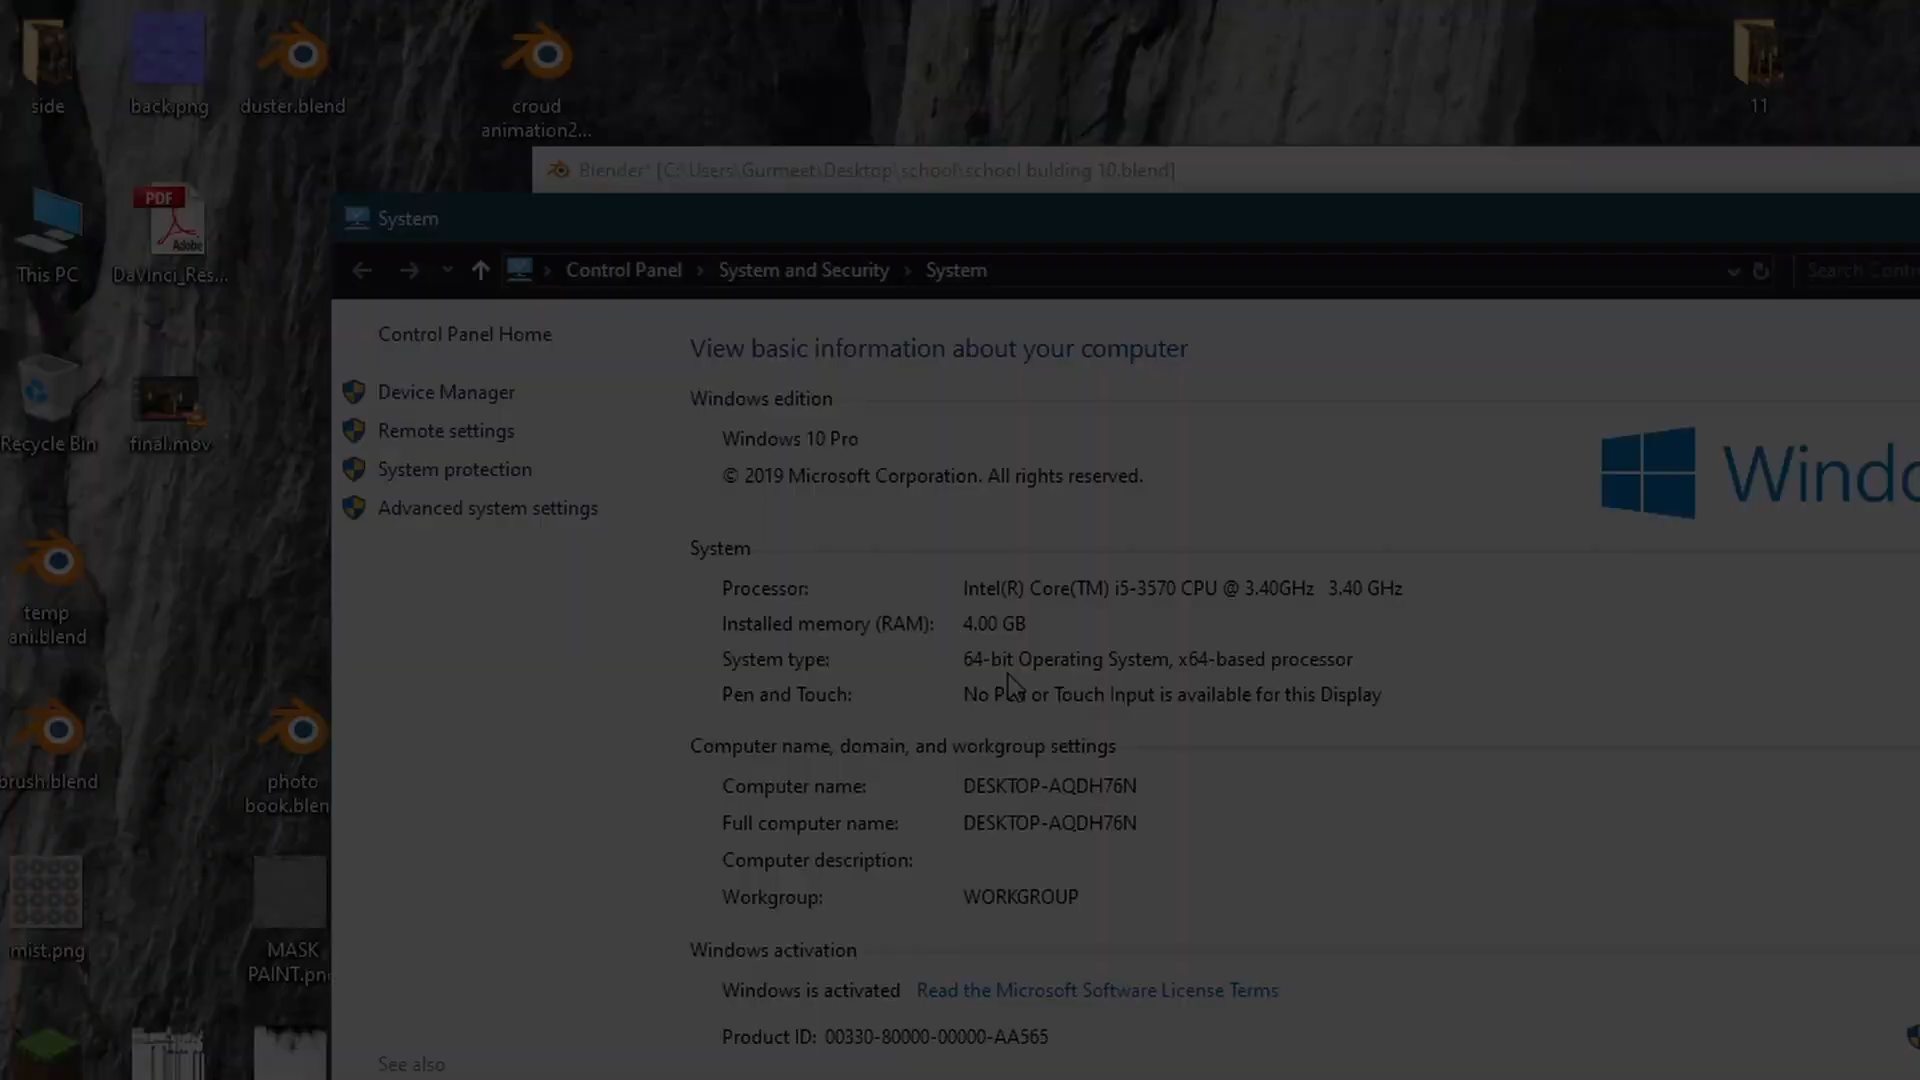 side
back.png
duster.blend
croud
animation2...
11
Blender* [C:\Users\Gurmeet\Desktop\school\school bulding 10.blend]
System
This PC
PDF
Adobe
DaVinci_Res...
Control Panel > System and Security > System
Search Contr
Control Panel Home
Device Manager
Remote settings
System protection
Advanced system settings
Recycle Bin
final.mov
temp
ani.blend
brush.blend
photo
book.blen
mist.png
MASK
PAINT.pn
View basic information about your computer
Windows edition
Windows 10 Pro
© 2019 Microsoft Corporation. All rights reserved.
Windo
System
Processor: Intel(R) Core(TM) i5-3570 CPU @ 3.40GHz 3.40 GHz
Installed memory (RAM): 4.00 GB
System type: 64-bit Operating System, x64-based processor
Pen and Touch: No Pen or Touch Input is available for this Display
Computer name, domain, and workgroup settings
Computer name: DESKTOP-AQDH76N
Full computer name: DESKTOP-AQDH76N
Computer description:
Workgroup: WORKGROUP
Windows activation
Windows is activated Read the Microsoft Software License Terms
Product ID: 00330-80000-00000-AA565
See also